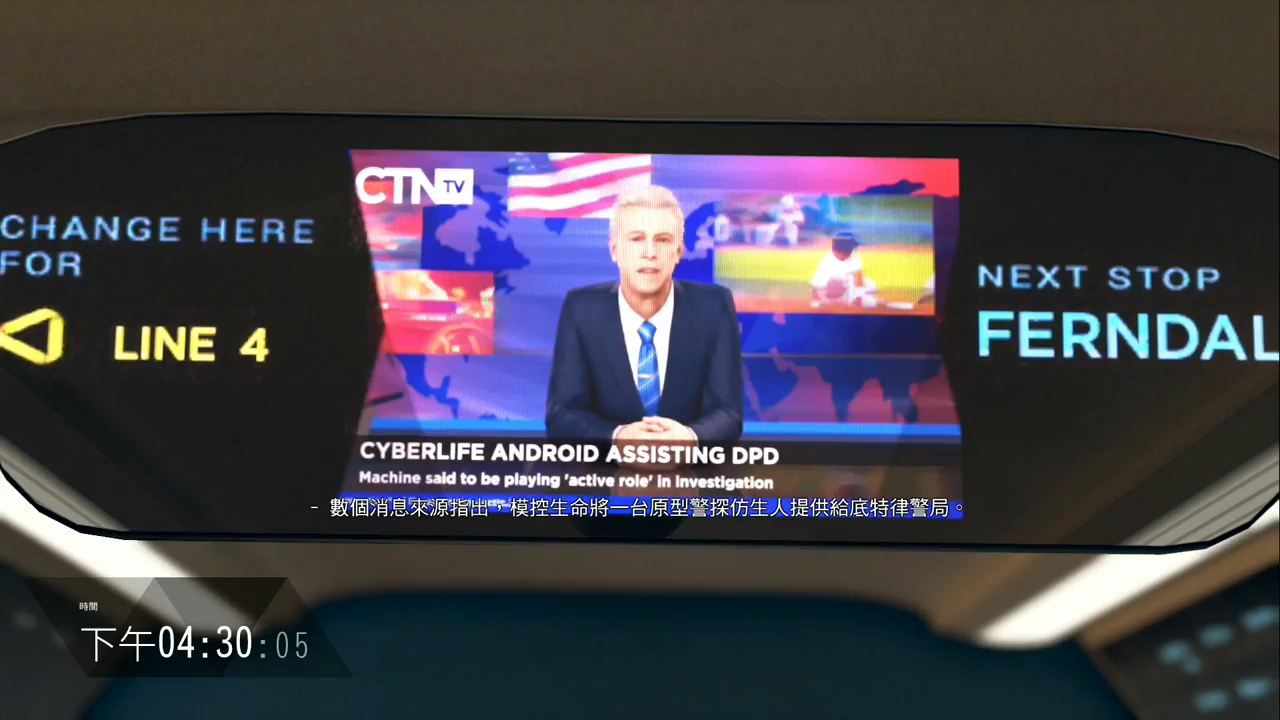 CHANGE HERE
FOR
LINE 4
CTN TV
CYBERLIFE ANDROID ASSISTING DPD
Machine said to be playing 'active role' in investigation
NEXT STOP
FERNDAL
- 數個消息來源指出，模控生命將一台原型警探仿生人提供給底特律警局。
時間
下午04:30:05